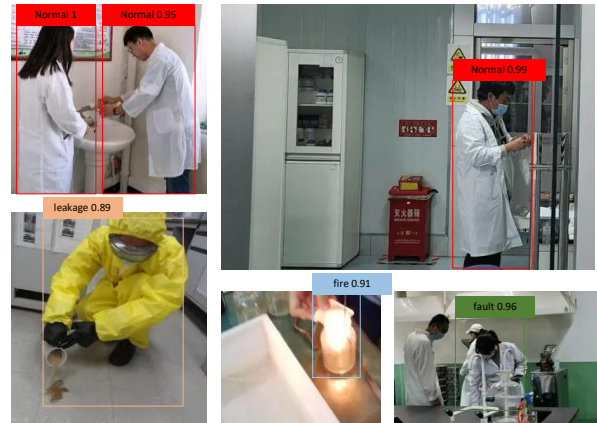 Normal 1
Normal 0.95
Normal 0.99
灭火器箱
leakage 0.89
fire 0.91
fault 0.96